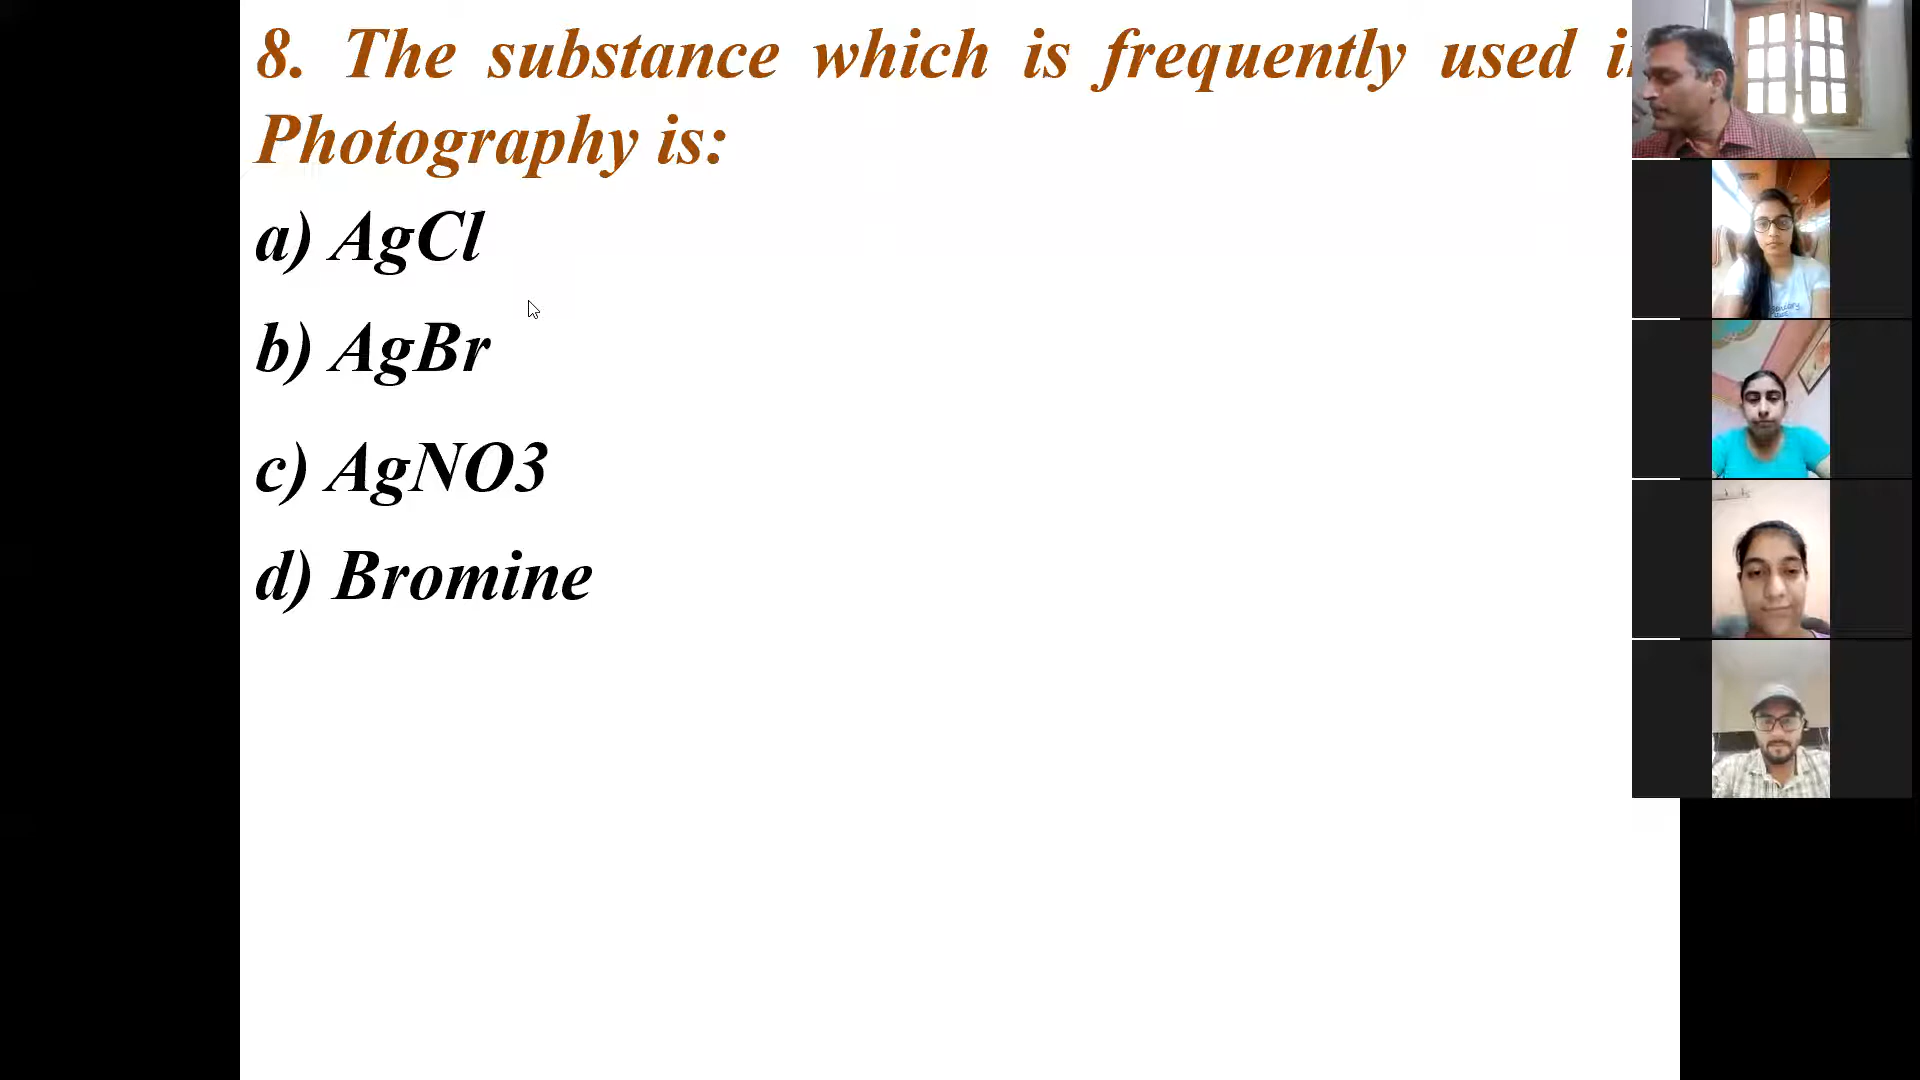 8. The substance which is frequently used
Photography is:
a) AgCl
b) AgBr
c) AgNO3
d) Bromine